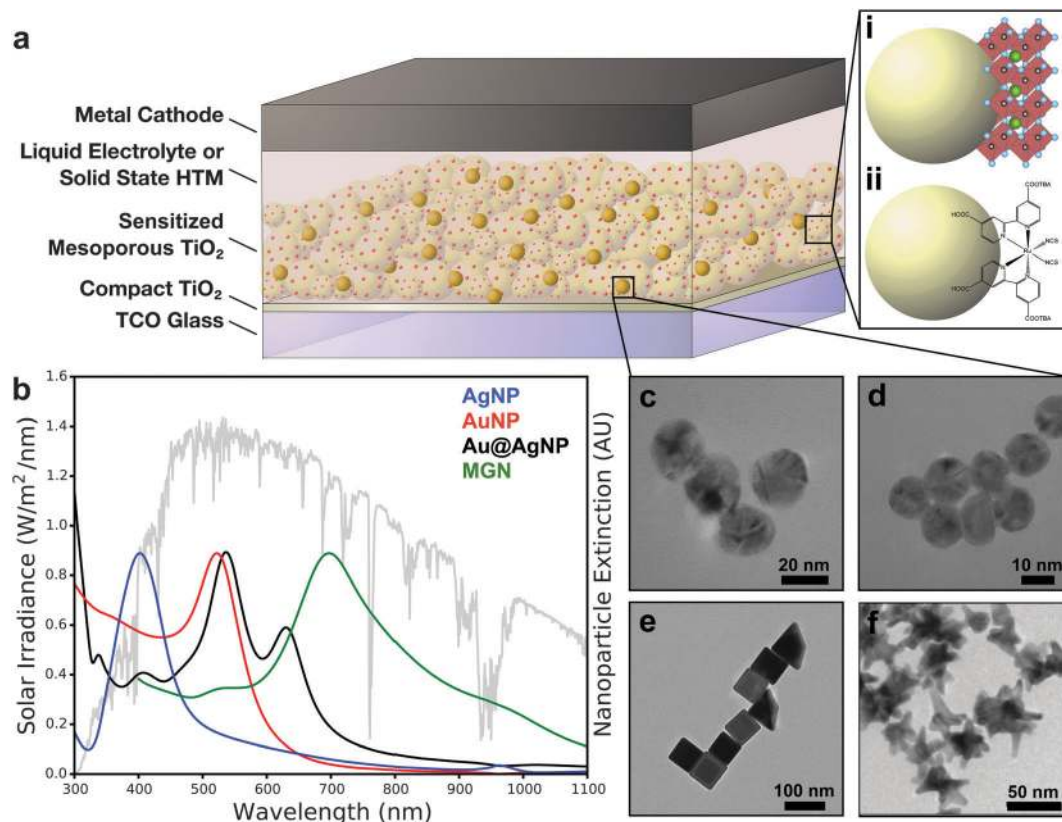 a
Metal Cathode
Liquid Electrolyte or
Solid State HTM
Sensitized
Mesoporous TiO₂
Compact TiO₂
TCO Glass
i
ii
COOTBA
HOOC
N
N
NCS
Ru
NCS
N
HOOC
COOTBA
b
Solar Irradiance (W/m²/nm)
1.6
1.4
1.2
1.0
0.8
0.6
0.4
0.2
0.0
AgNP
AuNP
Au@AgNP
MGN
Nanoparticle Extinction (AU)
300 400 500 600 700 800 900 1000 1100
Wavelength (nm)
c
20 nm
d
10 nm
e
100 nm
f
50 nm